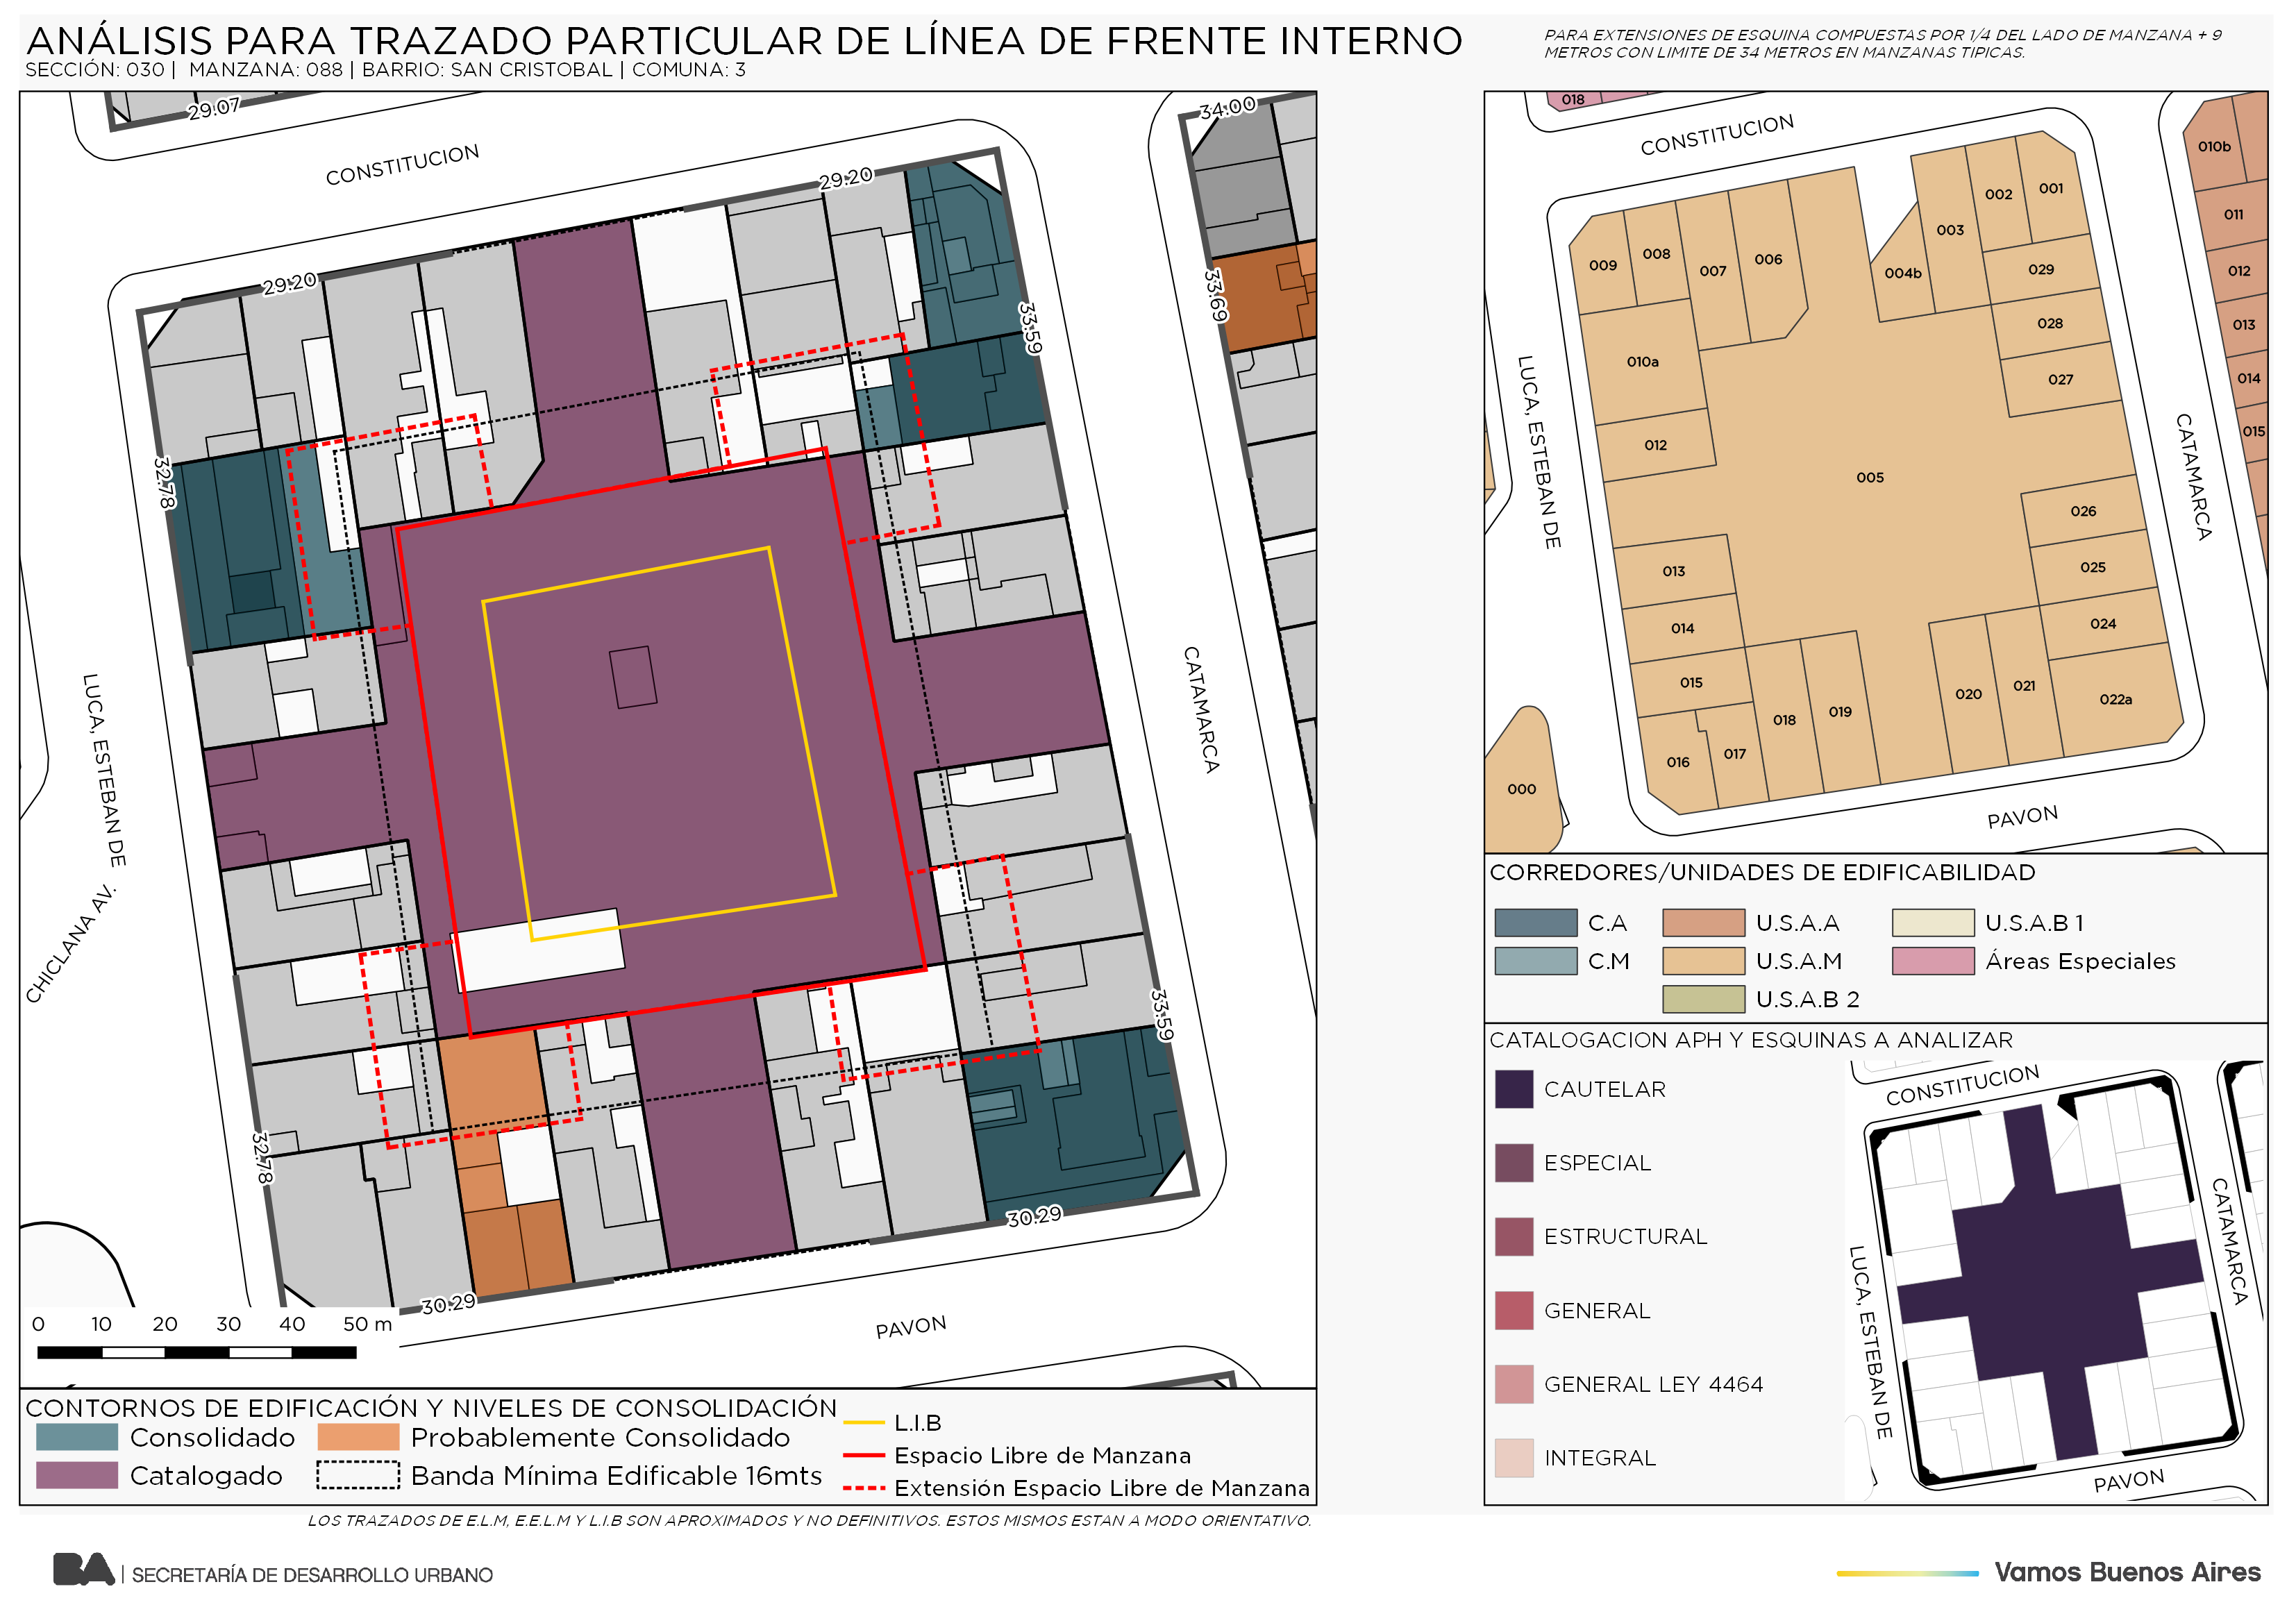 ANÁLISIS PARA TRAZADO PARTICULAR DE LÍNEA DE FRENTE INTERNO
SECCIÓN: 030 | MANZANA: 088 | BARRIO: SAN CRISTOBAL | COMUNA: 3
PARA EXTENSIONES DE ESQUINA COMPUESTAS POR 1/4 DEL LADO DE MANZANA + 9
METROS CON LIMITE DE 34 METROS EN MANZANAS TIPICAS.
29.07
34.00
CONSTITUCION
29.20
29.20
33.69
33.59
32.78
LUCA, ESTEBAN DE
CATAMARCA
CHICLANA AV.
33.59
32.78
30.29
30.29
PAVON
0 10 20 30 40 50 m
CONTORNOS DE EDIFICACIÓN Y NIVELES DE CONSOLIDACIÓN
Consolidado
Probablemente Consolidado
Catalogado
Banda Mínima Edificable 16mts
L.I.B
Espacio Libre de Manzana
Extensión Espacio Libre de Manzana
LOS TRAZADOS DE E.L.M, E.E.L.M Y L.I.B SON APROXIMADOS Y NO DEFINITIVOS. ESTOS MISMOS ESTAN A MODO ORIENTATIVO.
018
CONSTITUCION
010b
001
002
003
011
008
009
006
007
004b
029
012
028
013
010a
027
014
012
015
LUCA, ESTEBAN DE
CATAMARCA
005
026
013
025
014
024
015
021
020
022a
019
018
017
016
000
PAVON
CORREDORES/UNIDADES DE EDIFICABILIDAD
C.A
U.S.A.A
U.S.A.B 1
C.M
U.S.A.M
Áreas Especiales
U.S.A.B 2
CATALOGACION APH Y ESQUINAS A ANALIZAR
CAUTELAR
ESPECIAL
ESTRUCTURAL
GENERAL
GENERAL LEY 4464
INTEGRAL
CONSTITUCION
CATAMARCA
LUCA, ESTEBAN DE
PAVON
BA | SECRETARÍA DE DESARROLLO URBANO
Vamos Buenos Aires